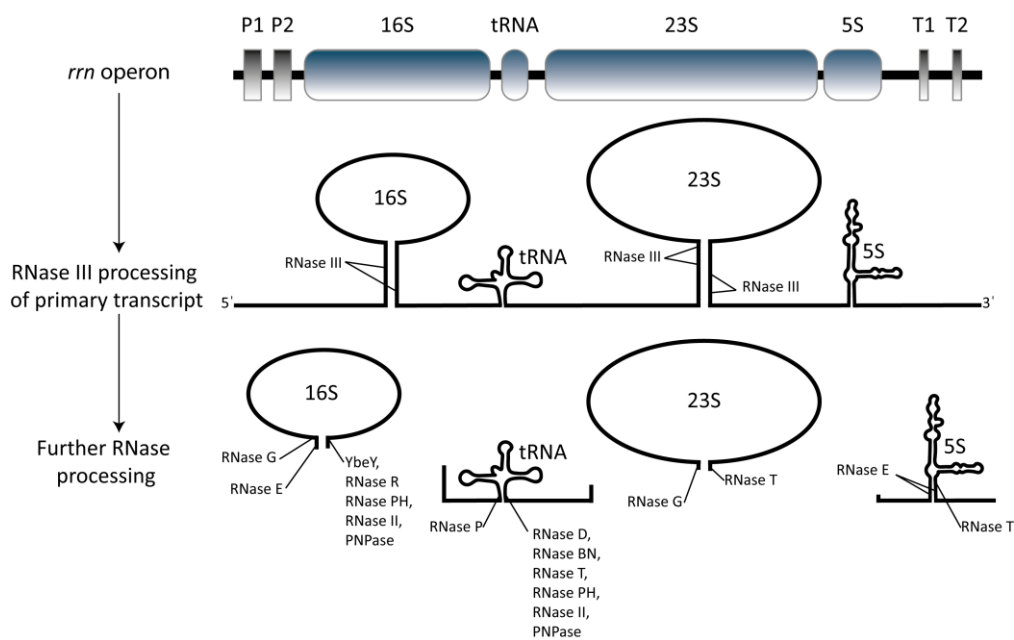 P1 P2 16S tRNA 23S 5S T1 T2
rrn operon
16S
23S
RNase III
RNase III
tRNA
5S
RNase III
RNase III processing
of primary transcript
5'
3'
16S
23S
Further RNase
processing
RNase G
RNase E
YbeY,
RNase R
RNase PH,
RNase II,
PNPase
tRNA
RNase P
RNase D,
RNase BN,
RNase T,
RNase PH,
RNase II,
PNPase
RNase G
RNase T
5S
RNase E
RNase T